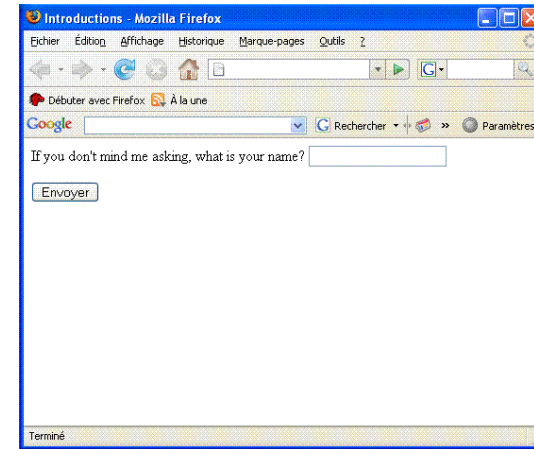 Introductions - Mozilla Firefox
Fichier Édition Affichage Historique Marque-pages Outils ?
G
Débuter avec Firefox À la une
Google G Rechercher » Paramètres
If you don't mind me asking, what is your name?
Envoyer
Terminé